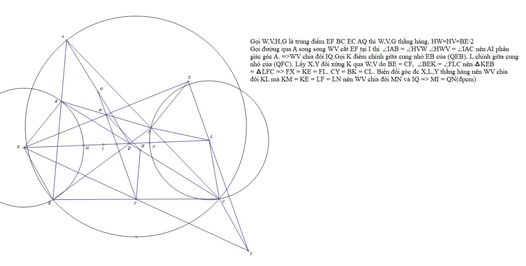 Gọi W,V,H,G là trung điểm EF BC EC AQ thì W,V,G thẳng hàng, HW=HV=BE/2
Gọi đường qua A song song WV cắt EF tại I thì ∠IAB = ∠HVW ∠HWV = ∠IAC nên AI phân
giác góc A. =>WV chia đôi IQ.Gọi K điểm chính giữa cung nhỏ EB của (QEB), L chính giữa cung
nhỏ của (QFC). Lấy X,Y đối xứng K qua W,V do BE = CF, ∠BEK = ∠FLC nên ΔKEB
= ΔLFC => FX = KE = FL. CY = BK = CL. Biến đổi góc đc X,L,Y thẳng hàng nên WV chia
đôi KL mà KM = KE = LF = LN nên WV chi đôi MN và IQ => MI = QN(đpcm)